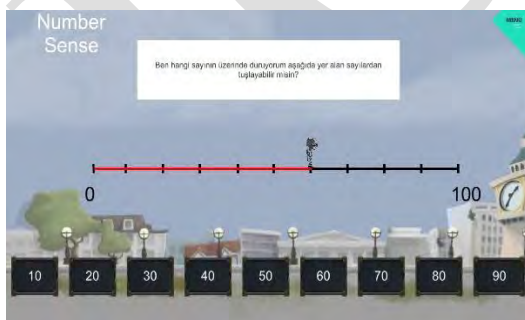 Number
Sense
MENU
Ben hangi sayının üzerinde duruyorum aşağıda yer alan sayılardan
tuşlayabilir misin?
0
100
10 20 30 40 50 60 70 80 90